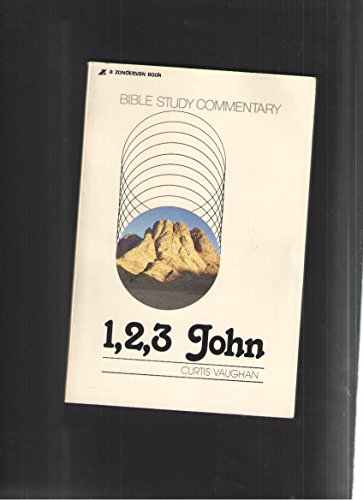 a ZONDERVAN BOOK
BIBLE STUDY COMMENTARY
1,2,3 John
CURTIS VAUGHAN